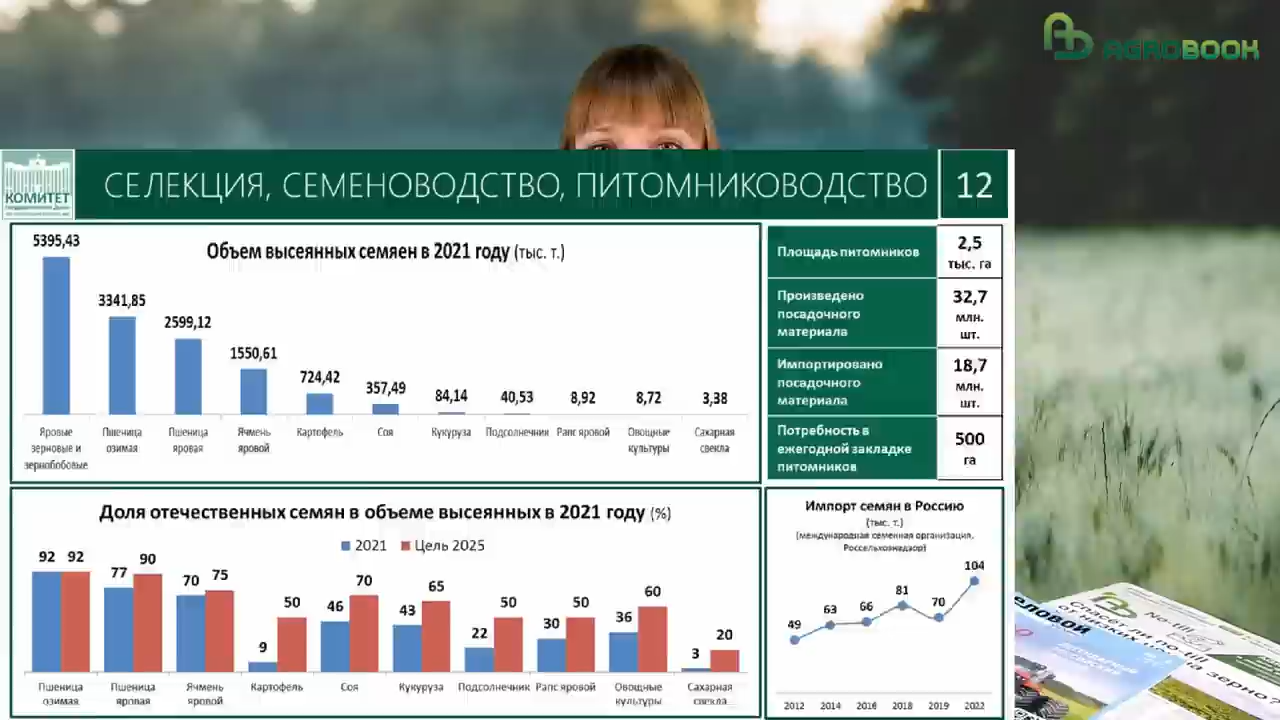 AGROBOOK
КОМИТЕТ
СЕЛЕКЦИЯ, СЕМЕНОВОДСТВО, ПИТОМНИКОВОДСТВО
12
Объем высеянных семяен в 2021 году (тыс. т.)
5395,43
3341,85
2599,12
1550,61
724,42
357,49
84,14
40,53
8,92
8,72
3,38
Яровые зерновые и зернобобовые
Пшеница озимая
Пшеница яровая
Ячмень яровой
Картофель
Соя
Кукуруза
Подсолнечник
Рапс яровой
Овощные культуры
Сахарная свекла
Площадь питомников
2,5
тыс. га
Произведено
посадочного
материала
32,7
млн.
шт.
Импортировано
посадочного
материала
18,7
млн.
шт.
Потребность в
ежегодной закладке
питомников
500
га
Доля отечественных семян в объеме высеянных в 2021 году (%)
2021 Цель 2025
92 92
77 90
70 75
9 50
46 70
43 65
22 50
30 50
36 60
3 20
Пшеница озимая
Пшеница яровая
Ячмень яровой
Картофель
Соя
Кукуруза
Подсолнечник
Рапс яровой
Овощные культуры
Сахарная свекла
Импорт семян в Россию
(тыс. т.)
(международная семенная организация,
Россельхознадзор)
49
63
66
81
70
104
2012 2014 2016 2018 2019 2022
ЕЛОВОЙ
No-till